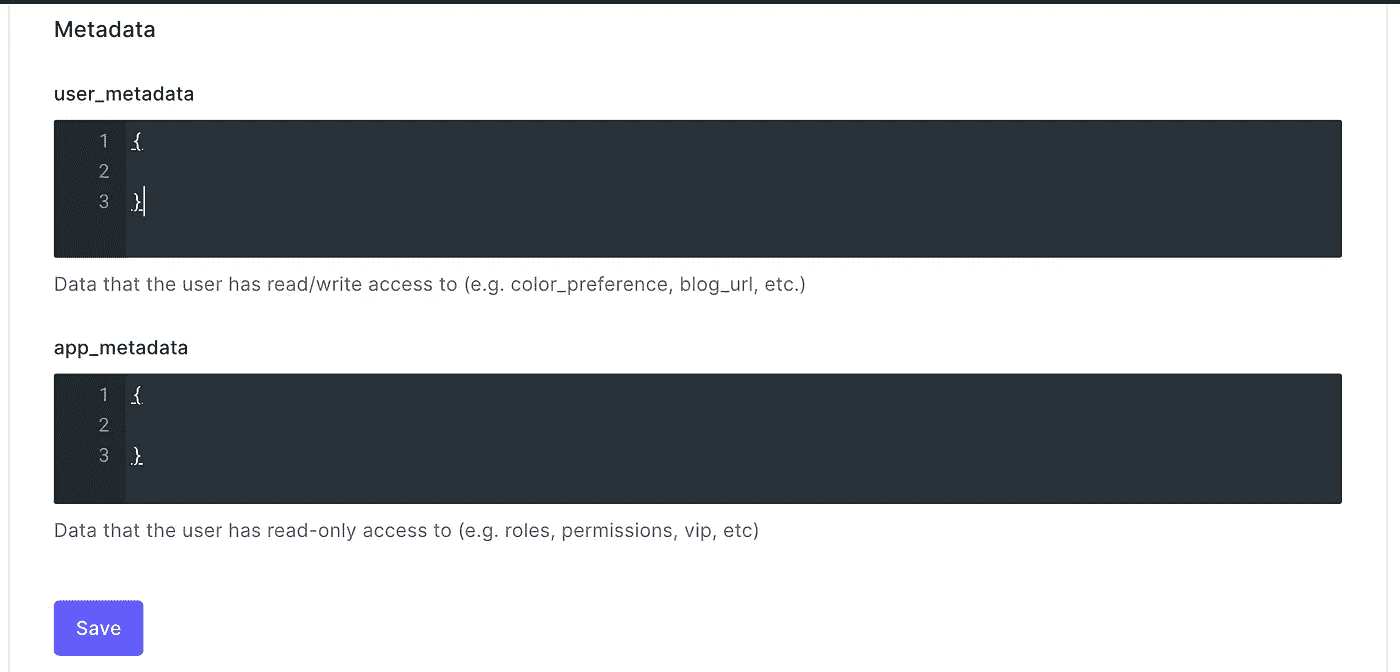 Metadata
user_metadata
1 {
2
3 }
Data that the user has read/write access to (e.g. color_preference, blog_url, etc.)
app_metadata
1 {
2
3 }
Data that the user has read-only access to (e.g. roles, permissions, vip, etc)
Save